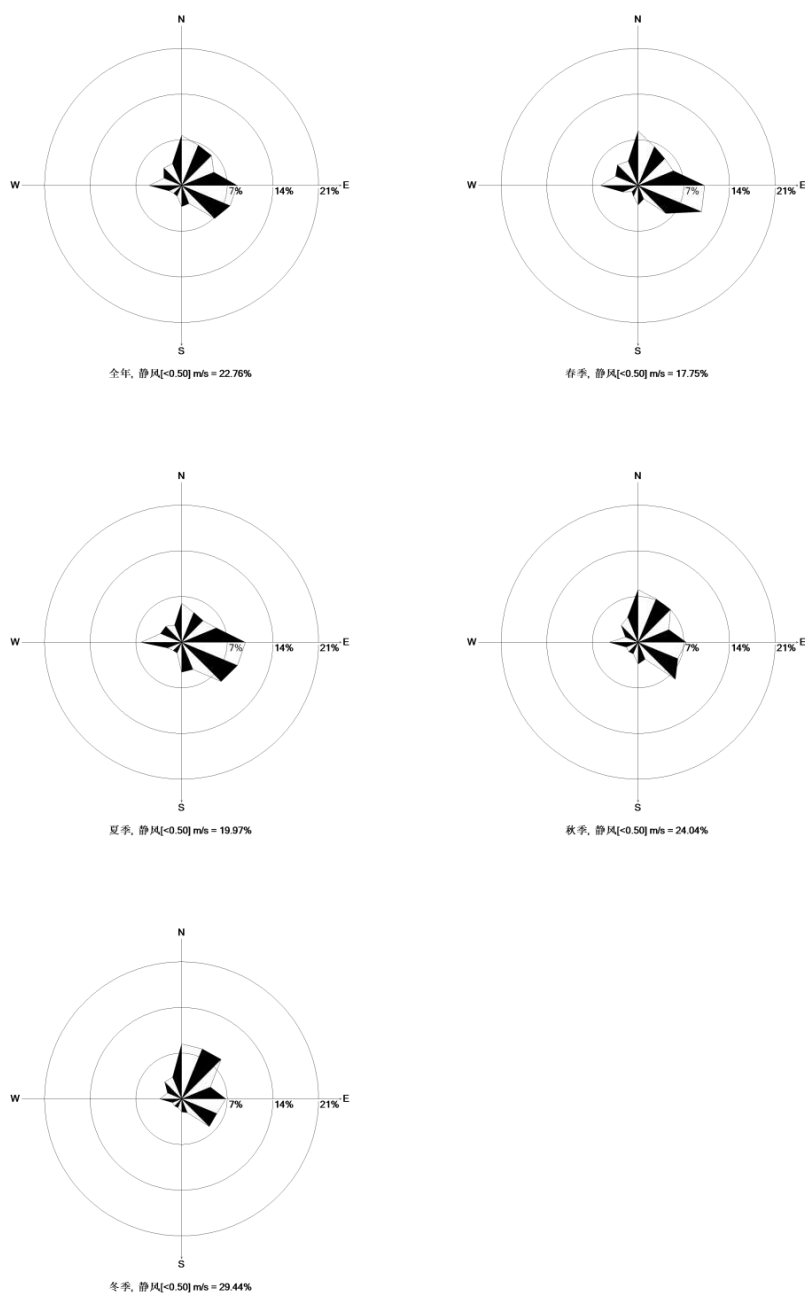 N
N
W
7%
14%
21%
E
W
7%
14%
21%
E
S
S
全年, 静风[<0.50] m/s = 22.76%
春季, 静风[<0.50] m/s = 17.75%
N
N
W
7%
14%
21%
E
W
7%
14%
21%
E
S
S
夏季, 静风[<0.50] m/s = 19.97%
秋季, 静风[<0.50] m/s = 24.04%
N
W
7%
14%
21%
E
S
冬季, 静风[<0.50] m/s = 29.44%